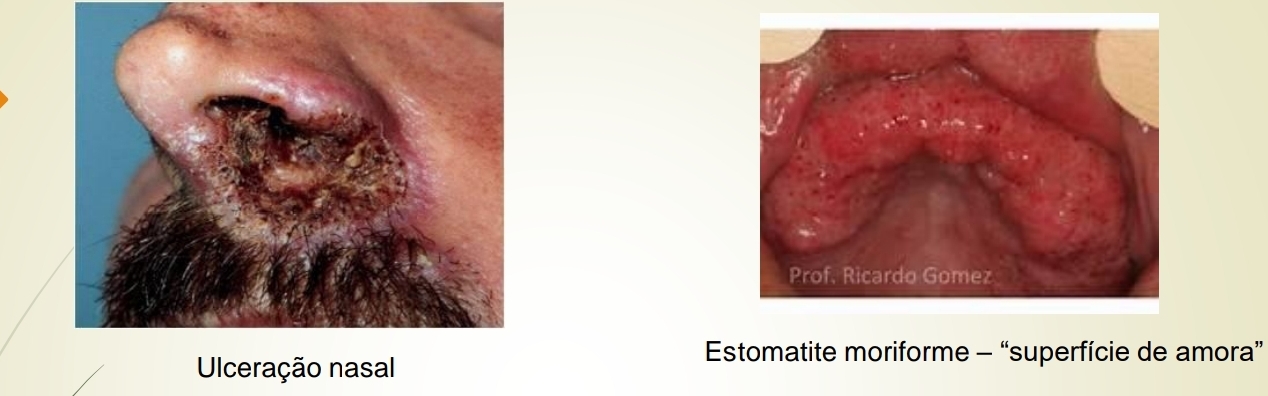 Prof. Ricardo Gomez
Ulceração nasal
Estomatite moriforme – “superfície de amora”